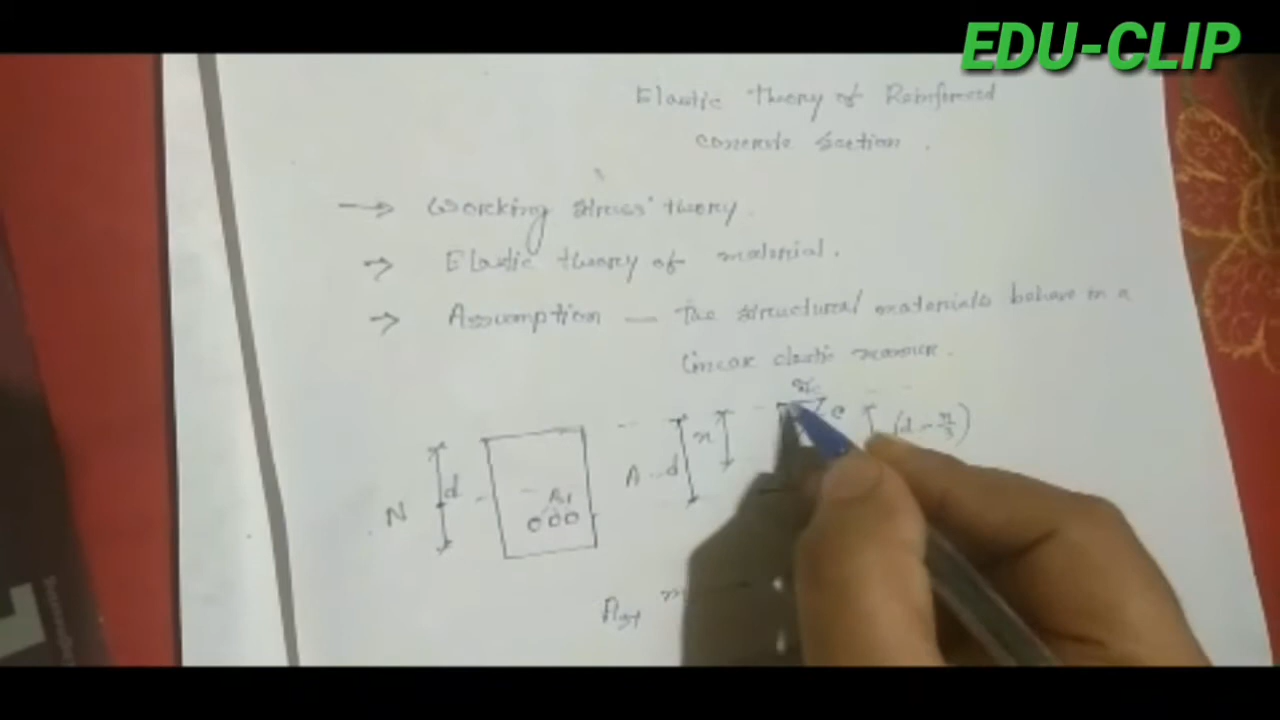 EDU-CLIP
Elastic Theory of Reinforced
concrete Section .
→ Working stress theory .
→ Elastic theory of material .
→ Assumption — The structural materials behave in a
linear elastic manner .
N d A d n c (d - n/3)
Ast m